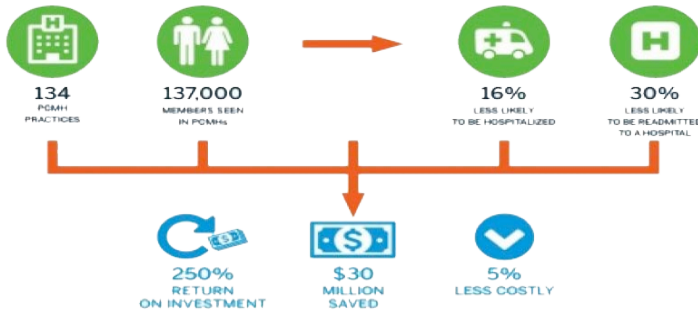 H
134
PCMH
PRACTICES
137,000
MEMBERS SEEN
IN PCMHs
16%
LESS LIKELY
TO BE HOSPITALIZED
H
30%
LESS LIKELY
TO BE READMITTED
TO A HOSPITAL
250%
RETURN
ON INVESTMENT
$
$30
MILLION
SAVED
5%
LESS COSTLY